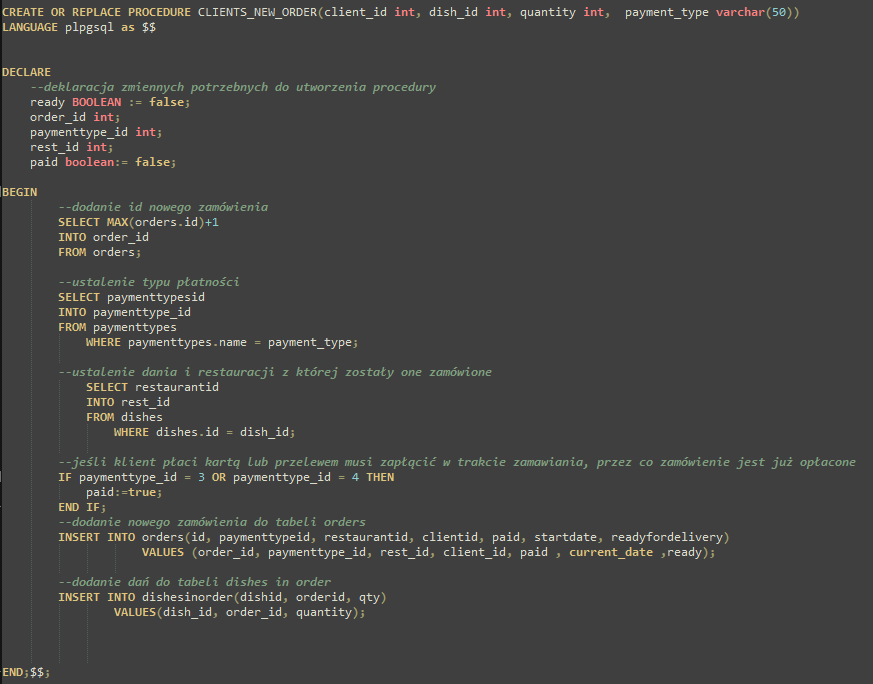 CREATE OR REPLACE PROCEDURE CLIENTS_NEW_ORDER(client_id int, dish_id int, quantity int,  payment_type varchar(50))
LANGUAGE plpgsql as $$
DECLARE
--deklaracja zmiennych potrzebnych do utworzenia procedury
ready BOOLEAN := false;
order_id int;
paymenttype_id int;
rest_id int;
paid boolean:= false;
BEGIN
--dodanie id nowego zamówienia
SELECT MAX(orders.id)+1
INTO order_id
FROM orders;
--ustalenie typu płatności
SELECT paymenttypesid
INTO paymenttype_id
FROM paymenttypes
WHERE paymenttypes.name = payment_type;
--ustalenie dania i restauracji z której zostały one zamówione
SELECT restaurantid
INTO rest_id
FROM dishes
WHERE dishes.id = dish_id;
--jeśli klient płaci kartą lub przelewem musi zapłącić w trakcie zamawiania, przez co zamówienie jest już opłacone
IF paymenttype_id = 3 OR paymenttype_id = 4 THEN
paid:=true;
END IF;
--dodanie nowego zamówienia do tabeli orders
INSERT INTO orders(id, paymenttypeid, restaurantid, clientid, paid, startdate, readyfordelivery)
VALUES (order_id, paymenttype_id, rest_id, client_id, paid , current_date ,ready);
--dodanie dań do tabeli dishes in order
INSERT INTO dishesinorder(dishid, orderid, qty)
VALUES(dish_id, order_id, quantity);
END;$$;